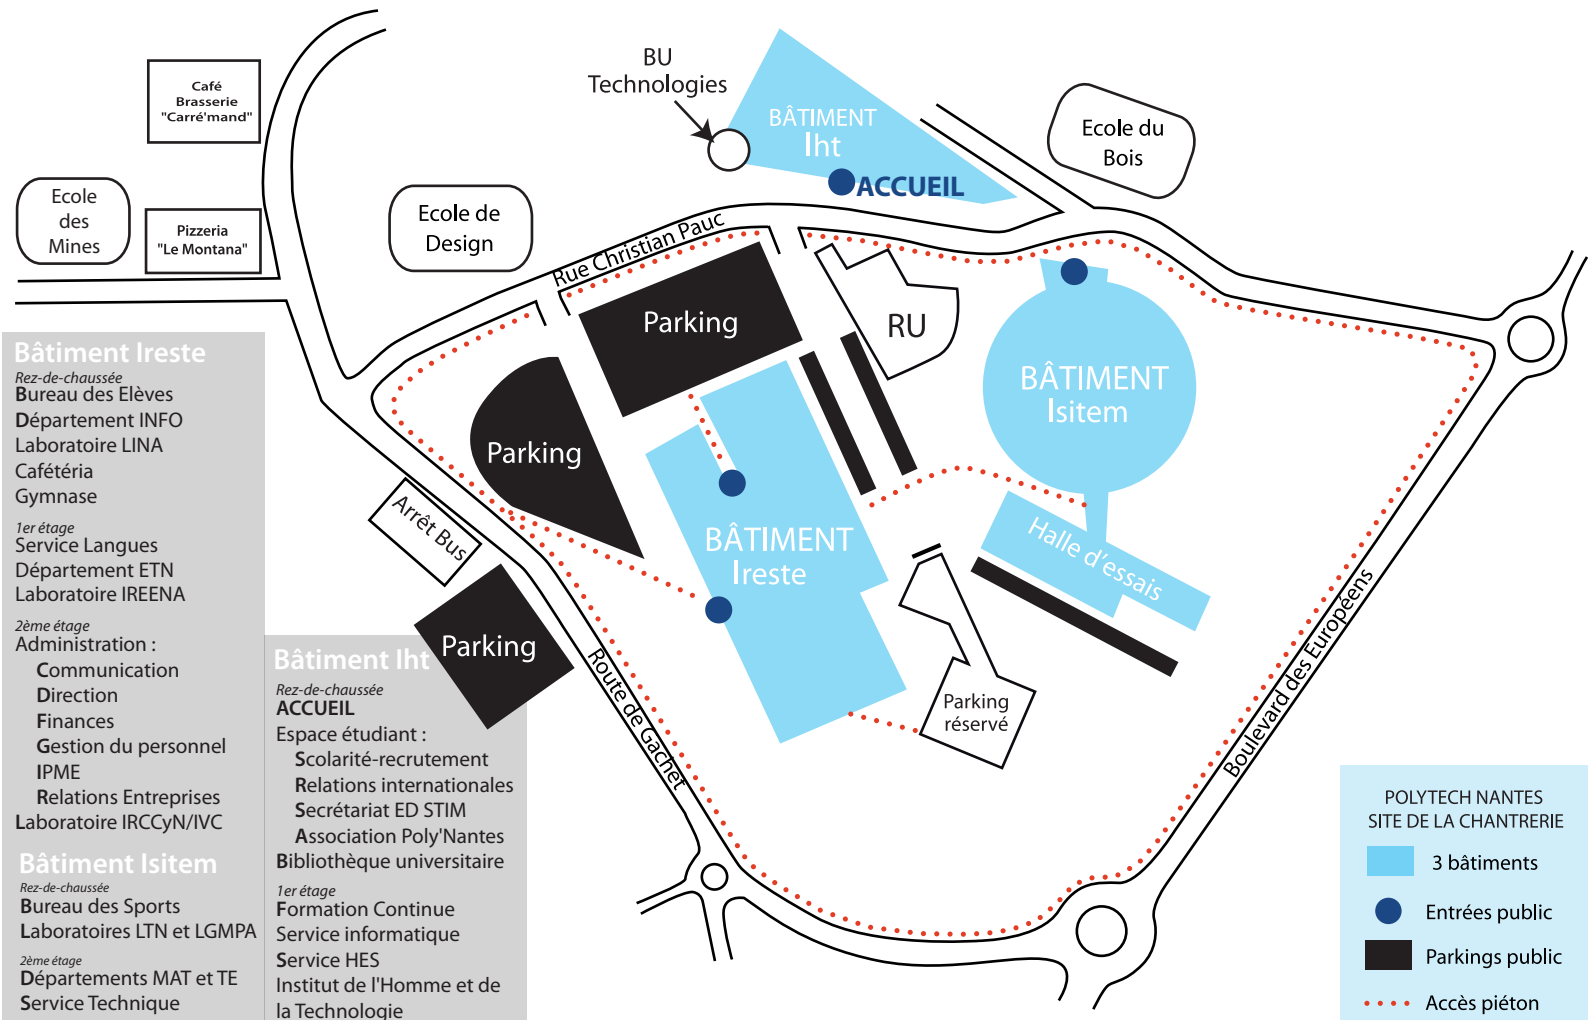 Café
Brasserie
"Carré'mand"
Ecole
des
Mines
Pizzeria
"Le Montana"
Ecole de
Design
BU
Technologies
BÂTIMENT
Iht
ACCUEIL
Ecole du
Bois
Rue Christian Pauc
Parking
RU
BÂTIMENT
Isitem
Parking
Arrêt Bus
BÂTIMENT
Ireste
Halle d'essais
Parking
Route de Gachet
Parking
réservé
Boulevard des Européens
Bâtiment Ireste
Rez-de-chaussée
Bureau des Elèves
Département INFO
Laboratoire LINA
Cafétéria
Gymnase
1er étage
Service Langues
Département ETN
Laboratoire IREENA
2ème étage
Administration :
Communication
Direction
Finances
Gestion du personnel
IPME
Relations Entreprises
Laboratoire IRCCyN/IVC
Bâtiment Isitem
Rez-de-chaussée
Bureau des Sports
Laboratoires LTN et LGMPA
2ème étage
Départements MAT et TE
Service Technique
Bâtiment Iht
Rez-de-chaussée
ACCUEIL
Espace étudiant :
Scolarité-recrutement
Relations internationales
Secrétariat ED STIM
Association Poly'Nantes
Bibliothèque universitaire
1er étage
Formation Continue
Service informatique
Service HES
Institut de l'Homme et de
la Technologie
POLYTECH NANTES
SITE DE LA CHANTRERIE
3 bâtiments
Entrées public
Parkings public
Accès piéton